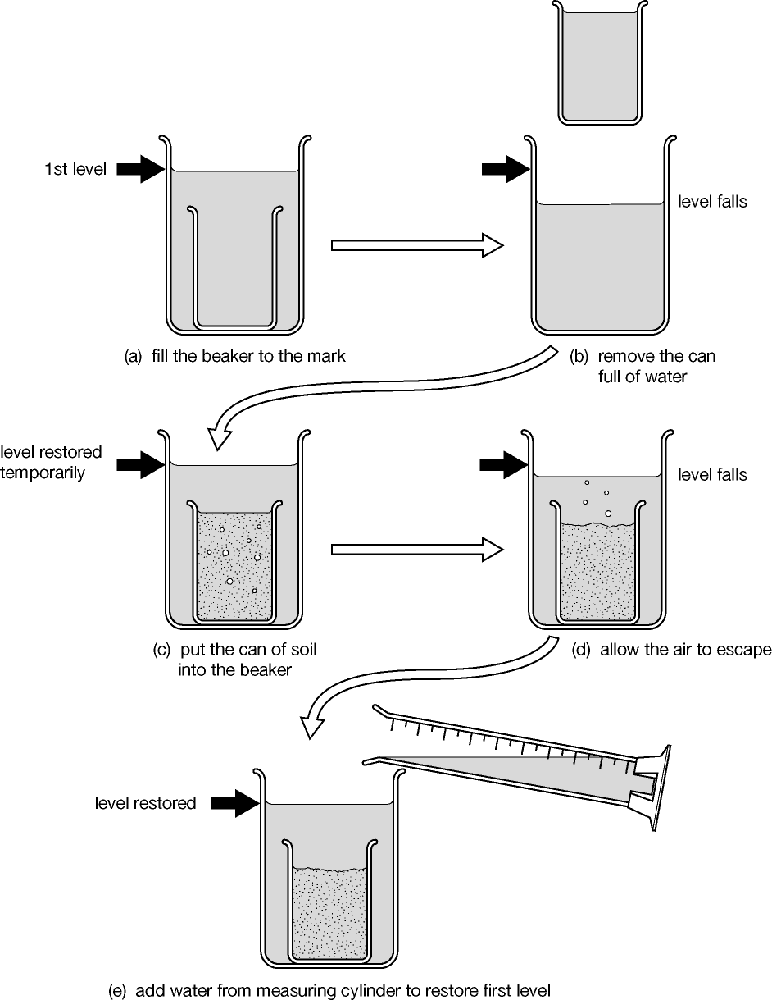 1st level
level falls
(a) fill the beaker to the mark
(b) remove the can
full of water
level restored
temporarily
level falls
(c) put the can of soil
into the beaker
(d) allow the air to escape
level restored
(e) add water from measuring cylinder to restore first level